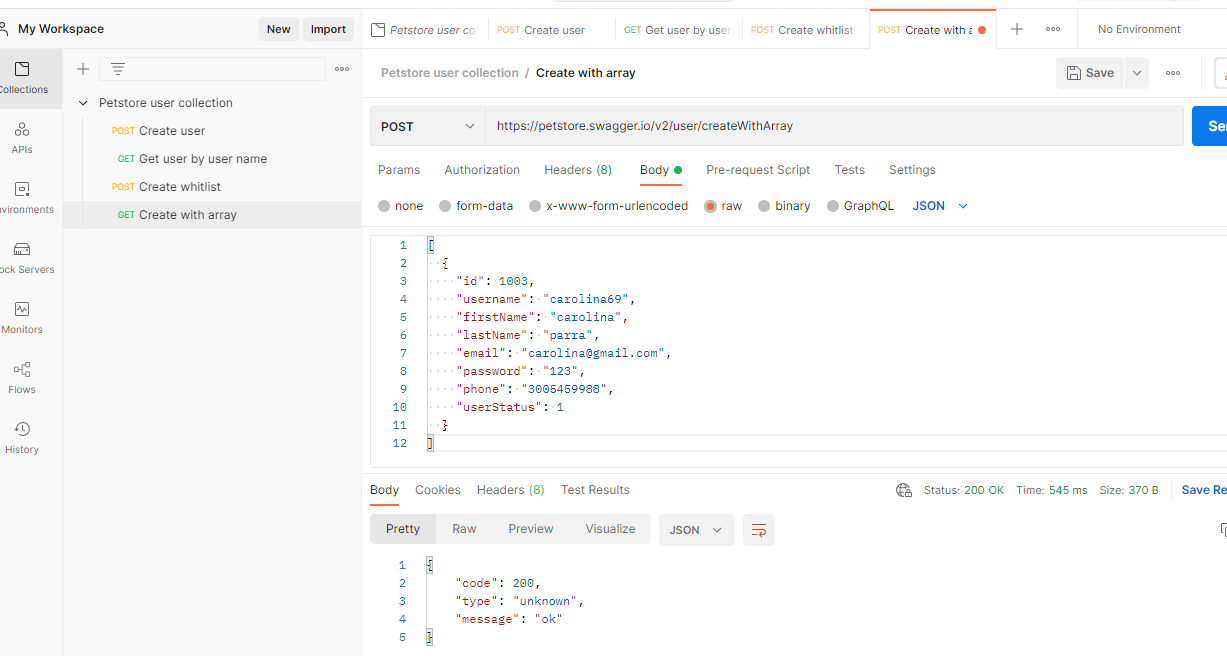 My Workspace
New
Import
Petstore user co
POST Create user
GET Get user by user
POST Create whitlist
POST Create with a
No Environment
Collections
APIs
Environments
Mock Servers
Monitors
Flows
History
Petstore user collection
POST Create user
GET Get user by user name
POST Create whitlist
GET Create with array
Petstore user collection / Create with array
Save
POST
https://petstore.swagger.io/v2/user/createWithArray
Params Authorization Headers (8) Body Pre-request Script Tests Settings
none form-data x-www-form-urlencoded raw binary GraphQL JSON
1 [
2 {
3 "id": 1003,
4 "username": "carolina69",
5 "firstName": "carolina",
6 "lastName": "parra",
7 "email": "carolina@gmail.com",
8 "password": "123",
9 "phone": "3005459988",
10 "userStatus": 1
11 }
12 ]
Body Cookies Headers (8) Test Results
Status: 200 OK Time: 545 ms Size: 370 B Save Re
Pretty Raw Preview Visualize JSON
1 {
2 "code": 200,
3 "type": "unknown",
4 "message": "ok"
5 }